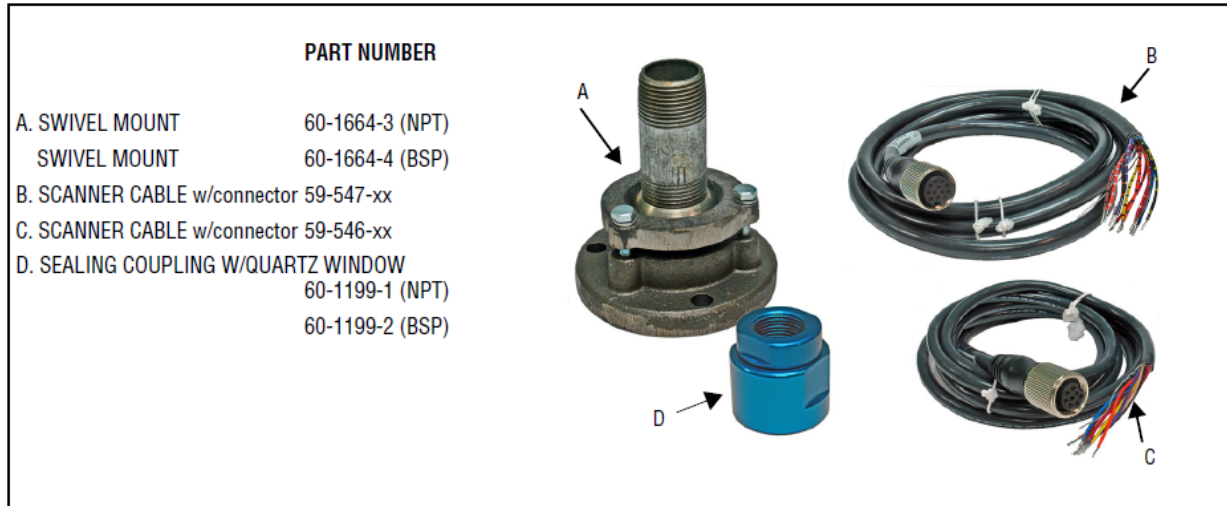 PART NUMBER
A. SWIVEL MOUNT 60-1664-3 (NPT)
SWIVEL MOUNT 60-1664-4 (BSP)
B. SCANNER CABLE w/connector 59-547-xx
C. SCANNER CABLE w/connector 59-546-xx
D. SEALING COUPLING W/QUARTZ WINDOW
60-1199-1 (NPT)
60-1199-2 (BSP)
A
B
D
C